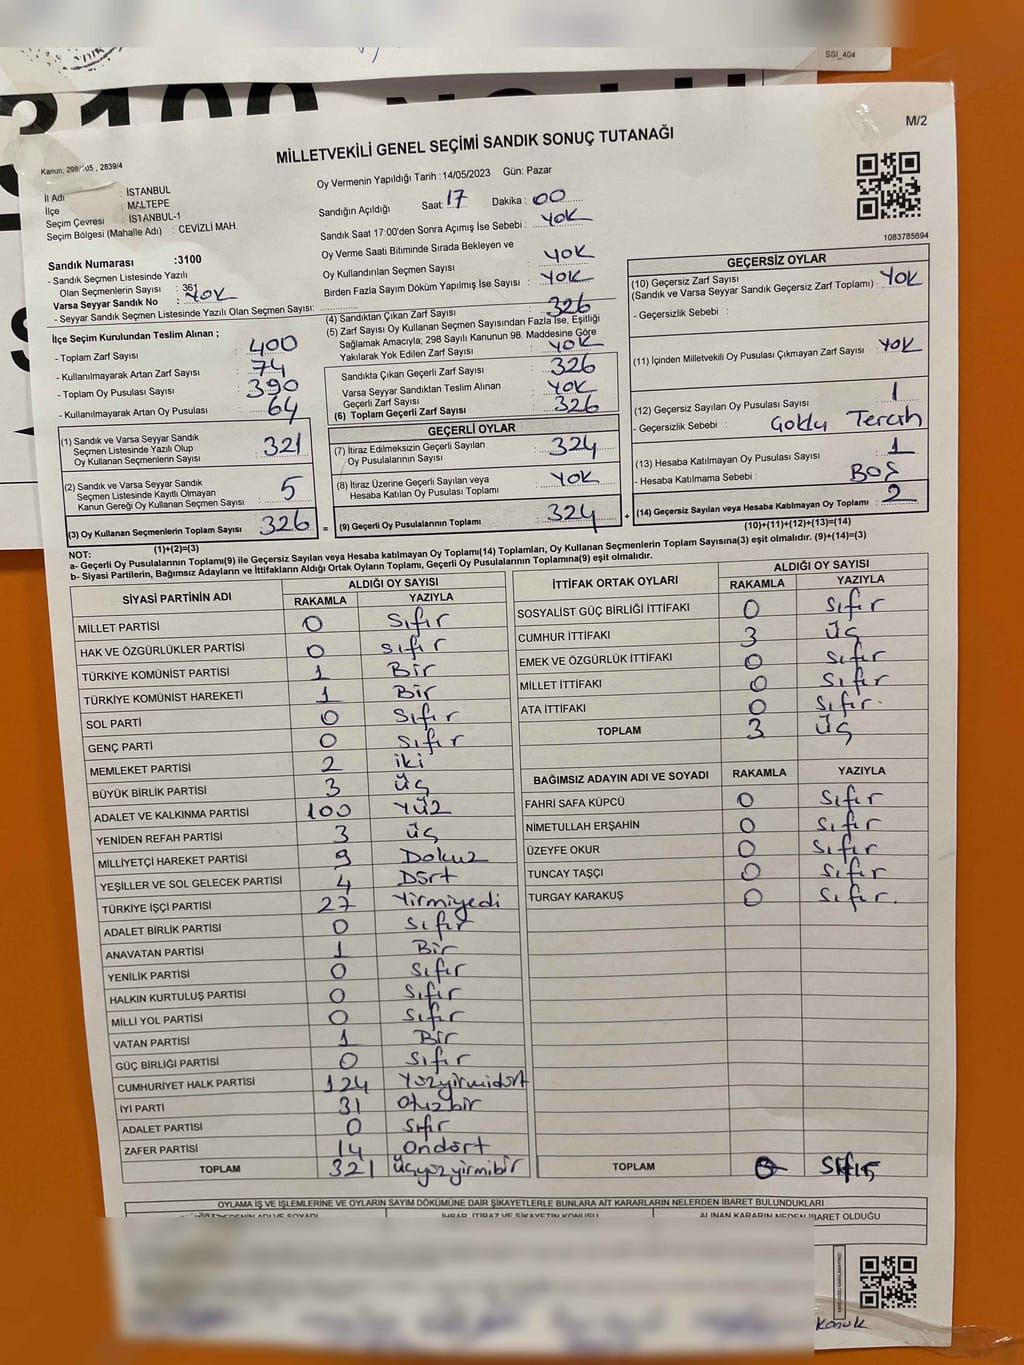 SSI_404
3100
M/2
MİLLETVEKİLİ GENEL SEÇİMİ SANDIK SONUÇ TUTANAĞI
Kanun; 298/105 , 2839/4
İl Adı : İSTANBUL
İlçe : MALTEPE
Seçim Çevresi : İSTANBUL-1
Seçim Bölgesi (Mahalle Adı) : CEVİZLİ MAH.
Oy Vermenin Yapıldığı Tarih : 14/05/2023 Gün: Pazar
Sandığın Açıldığı Saat: 17 Dakika : 00
Sandık Saat 17:00'den Sonra Açımış İse Sebebi : YOK
Oy Verme Saati Bitiminde Sırada Bekleyen ve
Oy Kullandırılan Seçmen Sayısı : YOK
Birden Fazla Sayım Döküm Yapılmış İse Sayısı : YOK
1083785694
Sandık Numarası :3100
- Sandık Seçmen Listesinde Yazılı
Olan Seçmenlerin Sayısı : 361
Varsa Seyyar Sandık No : YOK
- Seyyar Sandık Seçmen Listesinde Yazılı Olan Seçmen Sayısı:
İlçe Seçim Kurulundan Teslim Alınan ;
- Toplam Zarf Sayısı : 400
- Kullanılmayarak Artan Zarf Sayısı : 74
- Toplam Oy Pusulası Sayısı : 390
- Kullanılmayarak Artan Oy Pusulası : 64
(1) Sandık ve Varsa Seyyar Sandık
Seçmen Listesinde Yazılı Olup
Oy Kullanan Seçmenlerin Sayısı : 321
(2) Sandık ve Varsa Seyyar Sandık
Seçmen Listesinde Kayıtlı Olmayan
Kanun Gereği Oy Kullanan Seçmen Sayısı : 5
(3) Oy Kullanan Seçmenlerin Toplam Sayısı : 326
(1)+(2)=(3)
(4) Sandıktan Çıkan Zarf Sayısı : 326
(5) Zarf Sayısı Oy Kullanan Seçmen Sayısından Fazla İse, Eşitliği
Sağlamak Amacıyla; 298 Sayılı Kanunun 98. Maddesine Göre
Yakılarak Yok Edilen Zarf Sayısı : YOK
Sandıkta Çıkan Geçerli Zarf Sayısı : 326
Varsa Seyyar Sandıktan Teslim Alınan
Geçerli Zarf Sayısı : YOK
(6) Toplam Geçerli Zarf Sayısı : 326
GEÇERLİ OYLAR
(7) İtiraz Edilmeksizin Geçerli Sayılan
Oy Pusulalarının Sayısı : 324
(8) İtiraz Üzerine Geçerli Sayılan veya
Hesaba Katılan Oy Pusulası Toplamı : YOK
= (9) Geçerli Oy Pusulalarının Toplamı : 324
GEÇERSİZ OYLAR
(10) Geçersiz Zarf Sayısı
(Sandık ve Varsa Seyyar Sandık Geçersiz Zarf Toplamı) : YOK
- Geçersizlik Sebebi :
(11) İçinden Milletvekili Oy Pusulası Çıkmayan Zarf Sayısı : YOK
(12) Geçersiz Sayılan Oy Pusulası Sayısı : 1
- Geçersizlik Sebebi : Çoklu Tercih
(13) Hesaba Katılmayan Oy Pusulası Sayısı : 1
- Hesaba Katılmama Sebebi : BOŞ
+ (14) Geçersiz Sayılan veya Hesaba Katılmayan Oy Toplamı : 2
(10)+(11)+(12)+(13)=(14)
NOT:
a- Geçerli Oy Pusulalarının Toplamı(9) ile Geçersiz Sayılan veya Hesaba katılmayan Oy Toplamı(14) Toplamları, Oy Kullanan Seçmenlerin Toplam Sayısına(3) eşit olmalıdır. (9)+(14)=(3)
b- Siyasi Partilerin, Bağımsız Adayların ve İttifakların Aldığı Ortak Oyların Toplamı, Geçerli Oy Pusulalarının Toplamına(9) eşit olmalıdır.
SİYASİ PARTİNİN ADI ALDIĞI OY SAYISI
RAKAMLA YAZIYLA
MİLLET PARTİSİ 0 Sıfır
HAK VE ÖZGÜRLÜKLER PARTİSİ 0 Sıfır
TÜRKİYE KOMÜNİST PARTİSİ 1 Bir
TÜRKİYE KOMÜNİST HAREKETİ 1 Bir
SOL PARTİ 0 Sıfır
GENÇ PARTİ 0 Sıfır
MEMLEKET PARTİSİ 2 iki
BÜYÜK BİRLİK PARTİSİ 3 üç
ADALET VE KALKINMA PARTİSİ 100 Yüz
YENİDEN REFAH PARTİSİ 3 üç
MİLLİYETÇİ HAREKET PARTİSİ 9 Dokuz
YEŞİLLER VE SOL GELECEK PARTİSİ 4 Dört
TÜRKİYE İŞÇİ PARTİSİ 27 Yirmiyedi
ADALET BİRLİK PARTİSİ 0 Sıfır
ANAVATAN PARTİSİ 1 Bir
YENİLİK PARTİSİ 0 Sıfır
HALKIN KURTULUŞ PARTİSİ 0 Sıfır
MİLLİ YOL PARTİSİ 0 Sıfır
VATAN PARTİSİ 1 Bir
GÜÇ BİRLİĞİ PARTİSİ 0 Sıfır
CUMHURİYET HALK PARTİSİ 124 Yüzyirmidört
İYİ PARTİ 31 Otuzbir
ADALET PARTİSİ 0 Sıfır
ZAFER PARTİSİ 14 Ondört
TOPLAM 321 Üçyüzyirmibir
İTTİFAK ORTAK OYLARI ALDIĞI OY SAYISI
RAKAMLA YAZIYLA
SOSYALİST GÜÇ BİRLİĞİ İTTİFAKI 0 Sıfır
CUMHUR İTTİFAKI 3 üç
EMEK VE ÖZGÜRLÜK İTTİFAKI 0 Sıfır
MİLLET İTTİFAKI 0 Sıfır
ATA İTTİFAKI 0 Sıfır.
TOPLAM 3 üç
BAĞIMSIZ ADAYIN ADI VE SOYADI RAKAMLA YAZIYLA
FAHRİ SAFA KÜPCÜ 0 Sıfır
NİMETULLAH ERŞAHİN 0 Sıfır
ÜZEYFE OKUR 0 Sıfır
TUNCAY TAŞÇI 0 Sıfır
TURGAY KARAKUŞ 0 Sıfır.
TOPLAM 0 Sıfır
OYLAMA İŞ VE İŞLEMLERİNE VE OYLARIN SAYIM DÖKÜMÜNE DAİR ŞİKAYETLERLE BUNLARA AİT KARARLARIN NELERDEN İBARET BULUNDUKLARI
İHBAR, İTİRAZ VE ŞİKAYETİN KONUSU ALINAN KARARIN NEDEN İBARET OLDUĞU
Konuk